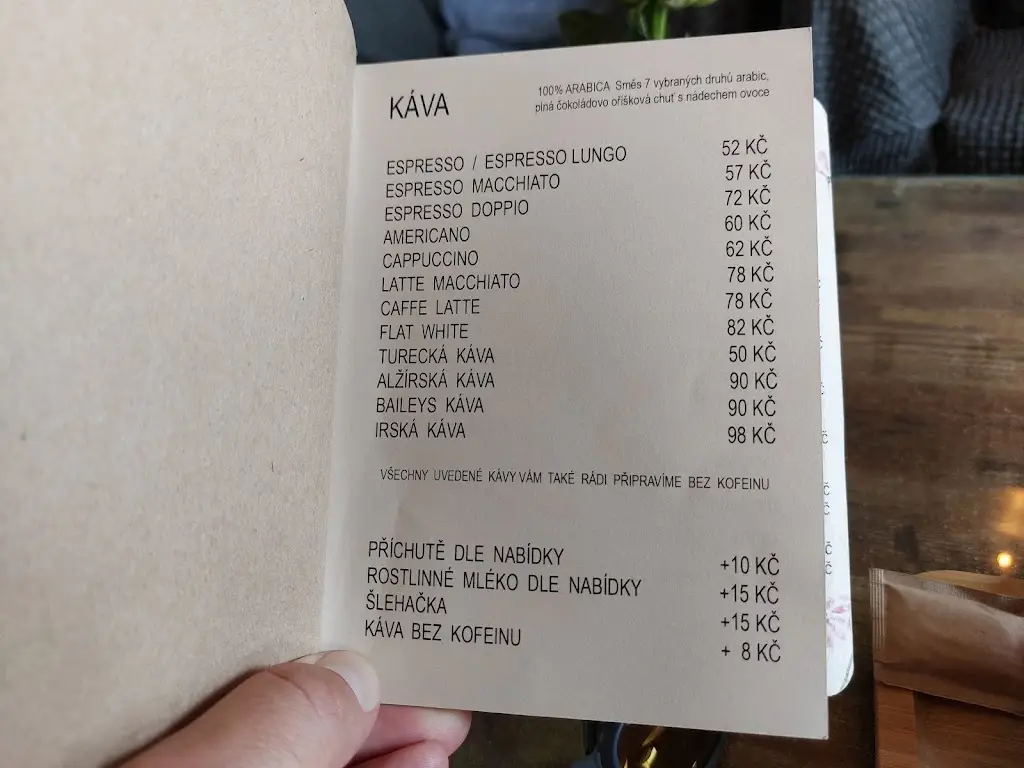 KÁVA
100% ARABICA Směs 7 vybraných druhů arabic,
plná čokoládovo oříšková chuť s nádechem ovoce
ESPRESSO / ESPRESSO LUNGO 52 KČ
ESPRESSO MACCHIATO 57 KČ
ESPRESSO DOPPIO 72 KČ
AMERICANO 60 KČ
CAPPUCCINO 62 KČ
LATTE MACCHIATO 78 KČ
CAFFE LATTE 78 KČ
FLAT WHITE 82 KČ
TURECKÁ KÁVA 50 KČ
ALŽÍRSKÁ KÁVA 90 KČ
BAILEYS KÁVA 90 KČ
IRSKÁ KÁVA 98 KČ
VŠECHNY UVEDENÉ KÁVY VÁM TAKÉ RÁDI PŘIPRAVÍME BEZ KOFEINU
PŘÍCHUTĚ DLE NABÍDKY +10 KČ
ROSTLINNÉ MLÉKO DLE NABÍDKY +15 KČ
ŠLEHAČKA +15 KČ
KÁVA BEZ KOFEINU + 8 KČ